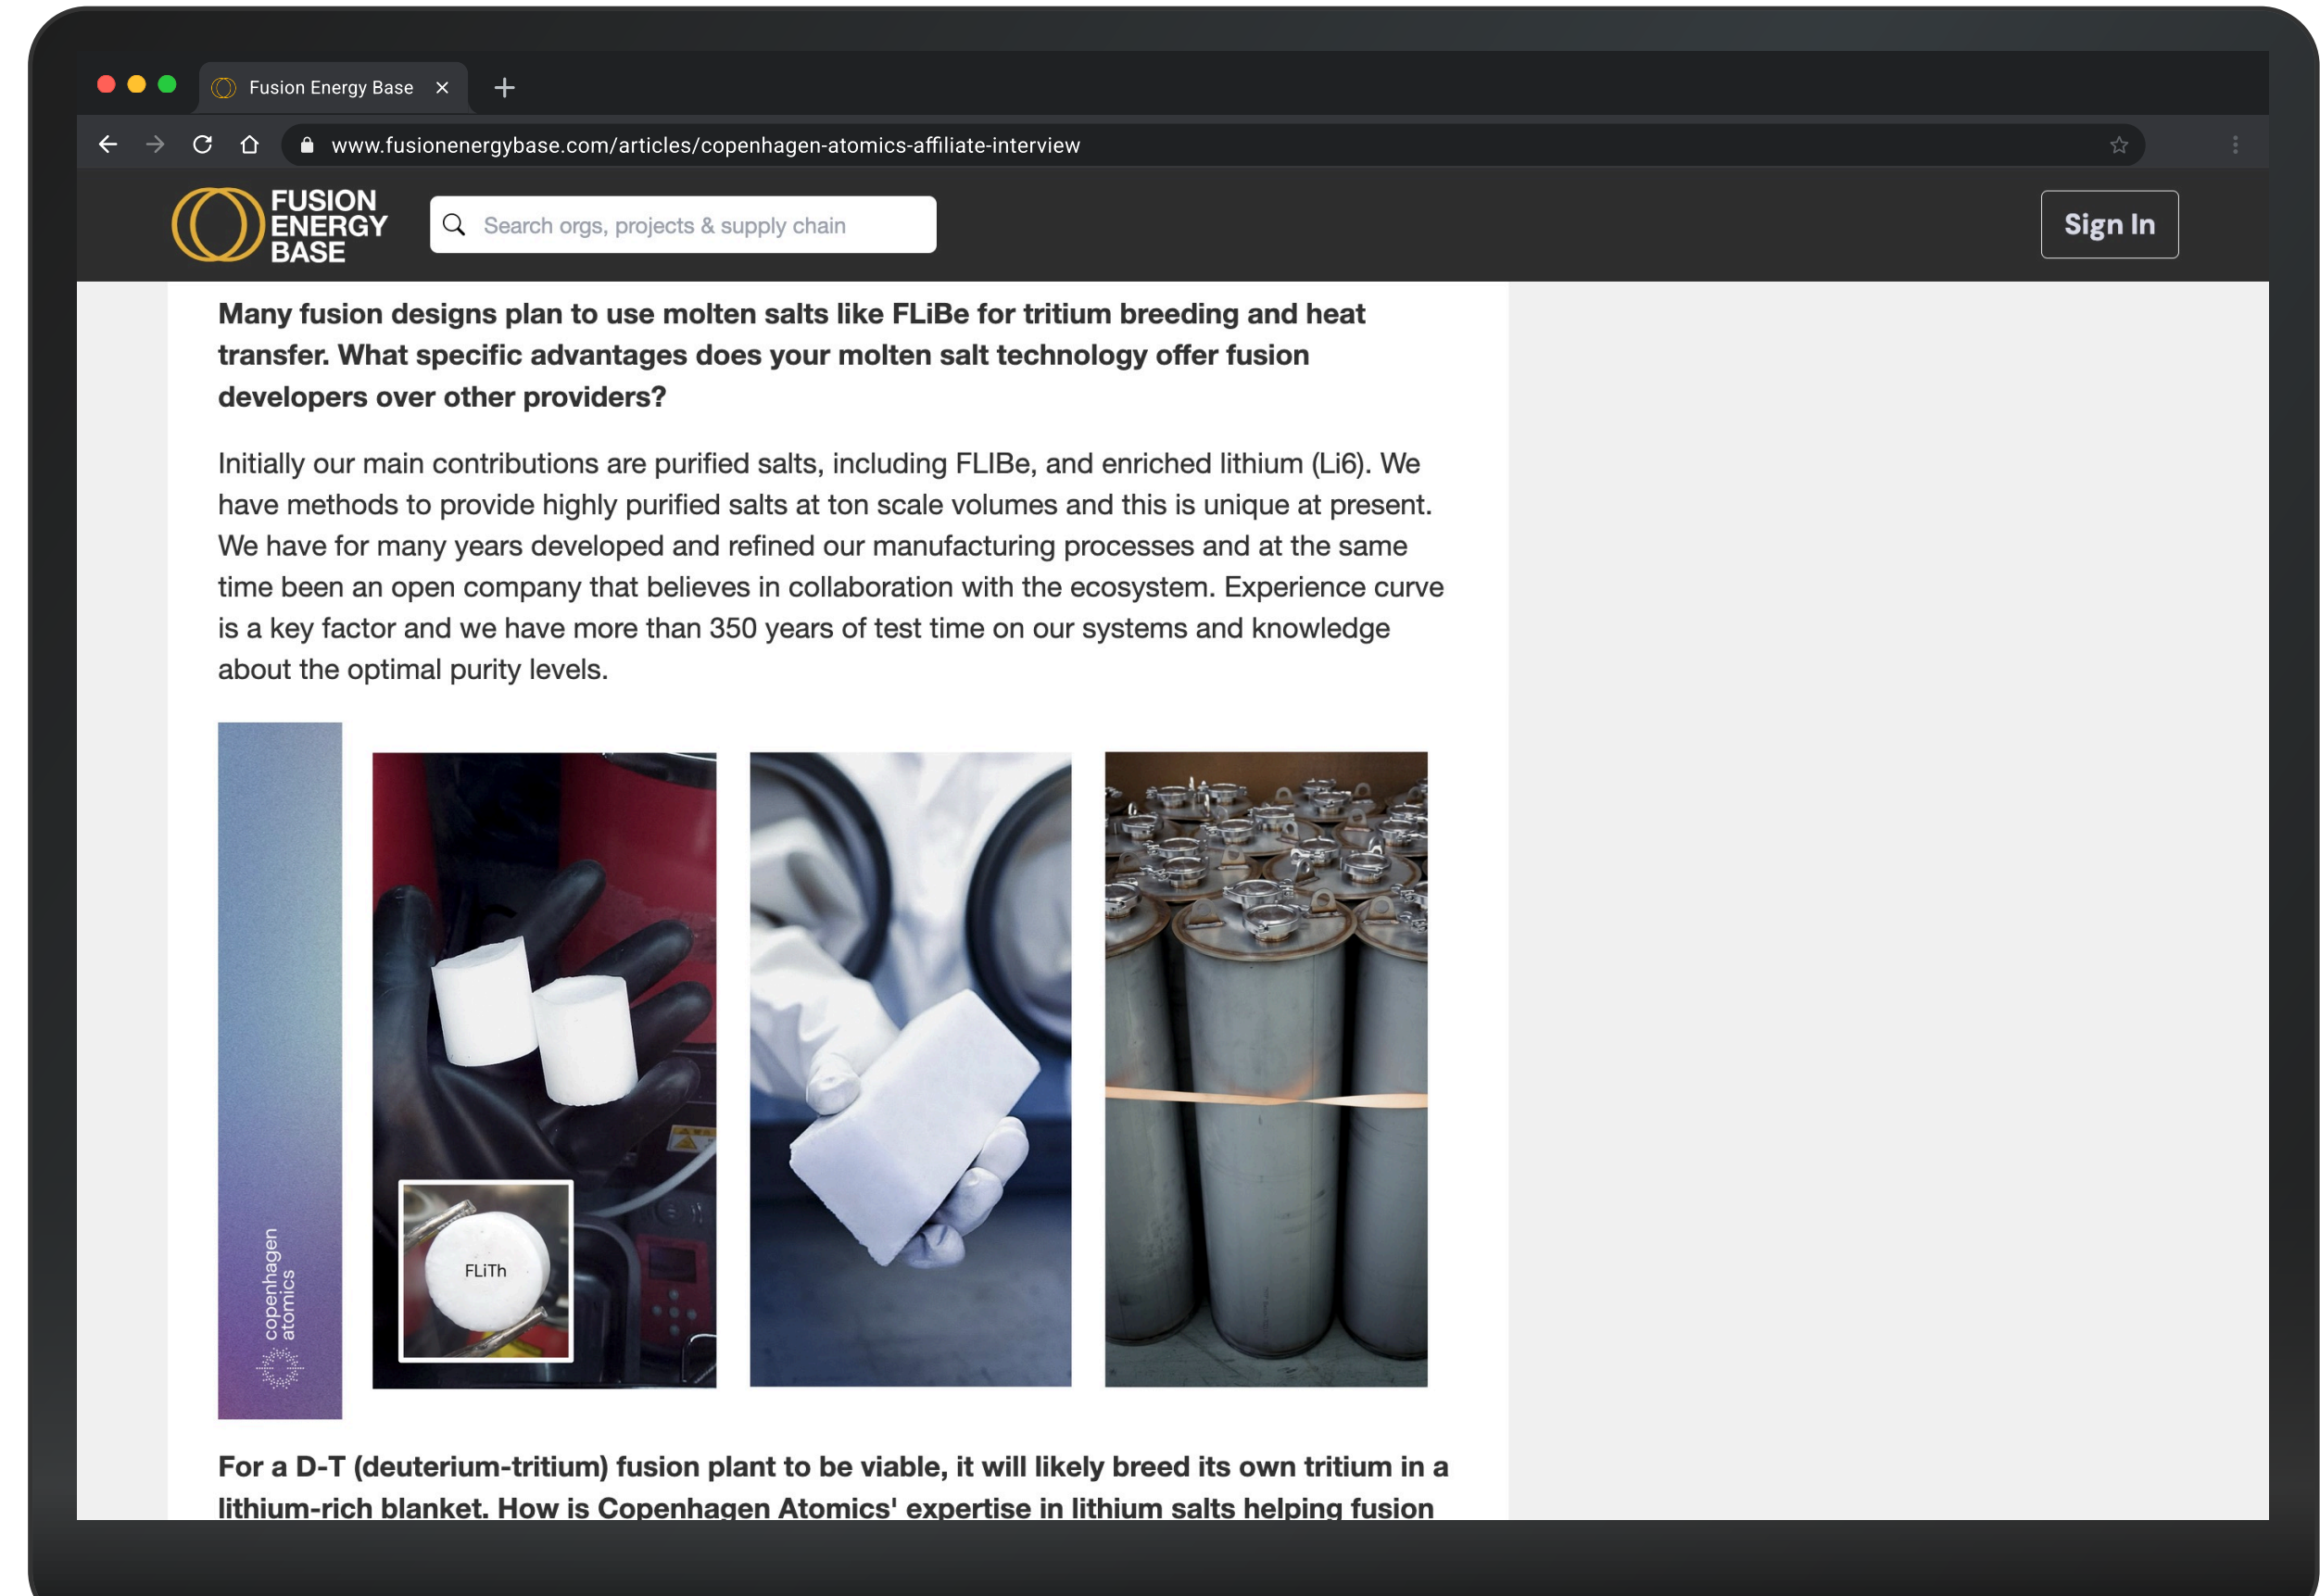 Fusion Energy Base
www.fusionenergybase.com/articles/copenhagen-atomics-affiliate-interview
FUSION
ENERGY
BASE
Search orgs, projects & supply chain
Sign In
Many fusion designs plan to use molten salts like FLiBe for tritium breeding and heat
transfer. What specific advantages does your molten salt technology offer fusion
developers over other providers?
Initially our main contributions are purified salts, including FLIBe, and enriched lithium (Li6). We
have methods to provide highly purified salts at ton scale volumes and this is unique at present.
We have for many years developed and refined our manufacturing processes and at the same
time been an open company that believes in collaboration with the ecosystem. Experience curve
is a key factor and we have more than 350 years of test time on our systems and knowledge
about the optimal purity levels.
copenhagen
atomics
FLiTh
For a D-T (deuterium-tritium) fusion plant to be viable, it will likely breed its own tritium in a
lithium-rich blanket. How is Copenhagen Atomics' expertise in lithium salts helping fusion